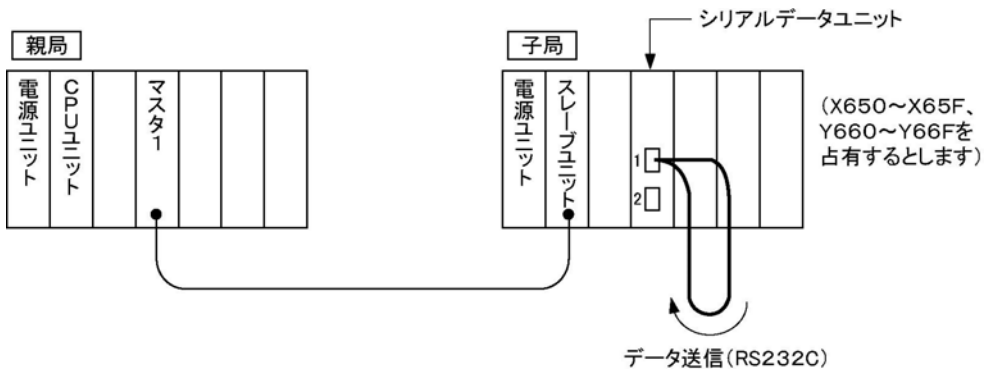 シリアルデータユニット
親局
子局
電源ユニット
CPUユニット
マスタ1
電源ユニット
スレーブユニット
1
2
(X650～X65F、
Y660～Y66Fを
占有するとします)
データ送信(RS232C)